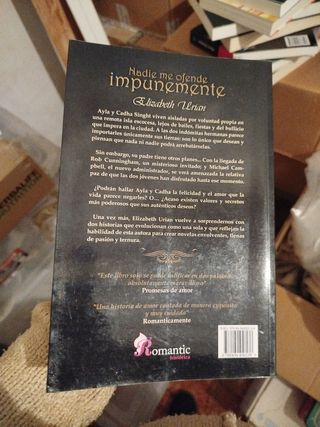 Nadie me ofende
impunemente
Elizabeth Urian
Ayla y Cadha Singht viven aisladas por voluntad propia en
una remota isla escocesa, lejos de bailes, fiestas y del bullicio
que impera en la ciudad. A las dos indómitas hermanas parece
importarles únicamente sus tierras: son lo único que desean y
piensan que nada ni nadie podrá arrebatárselas.
Sin embargo, su padre tiene otros planes... Con la llegada de
Rob Cunningham, un misterioso invitado; y Michael Cam-
pbell, el nuevo administrador, se verá amenazada la relativa
paz de que las dos jóvenes han disfrutado hasta ese momento.
¿Podrán hallar Ayla y Cadha la felicidad y el amor que la
vida parece negarles? O... ¿Acaso existen valores y secretos
más poderosos que sus auténticos deseos?
Una vez más, Elizabeth Urian vuelve a sorprendernos con
dos historias que evolucionan como una sola y que reflejan la
habilidad de esta autora para crear novelas envolventes, llenas
de pasión y ternura.
"Este libro solo se puede calificar en dos palabras:
absolutamente maravilloso"
Promesas de amor
"Una historia de amor contada de manera exquisita
y muy cuidada"
Romanticamente
Romantic
histórica